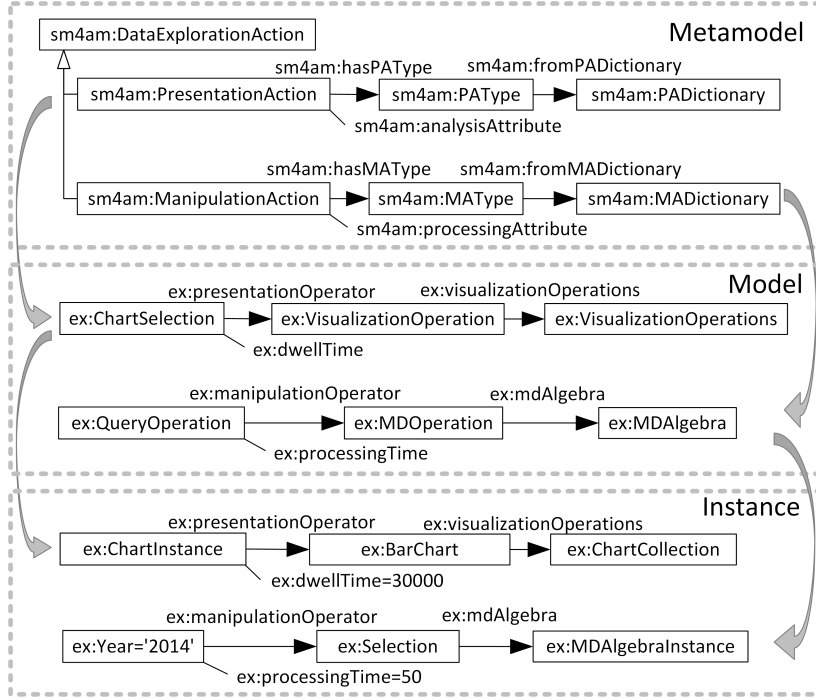 Metamodel
sm4am:DataExplorationAction
sm4am:hasPAType
sm4am:fromPADictionary
sm4am:PresentationAction
sm4am:PAType
sm4am:PADictionary
sm4am:analysisAttribute
sm4am:hasMAType
sm4am:fromMADictionary
sm4am:ManipulationAction
sm4am:MAType
sm4am:MADictionary
sm4am:processingAttribute
Model
ex:presentationOperator
ex:visualizationOperations
ex:ChartSelection
ex:VisualizationOperation
ex:VisualizationOperations
ex:dwellTime
ex:manipulationOperator
ex:mdAlgebra
ex:QueryOperation
ex:MDOperation
ex:MDAlgebra
ex:processingTime
Instance
ex:presentationOperator
ex:visualizationOperations
ex:ChartInstance
ex:BarChart
ex:ChartCollection
ex:dwellTime=30000
ex:manipulationOperator
ex:mdAlgebra
ex:Year='2014'
ex:Selection
ex:MDAlgebraInstance
ex:processingTime=50